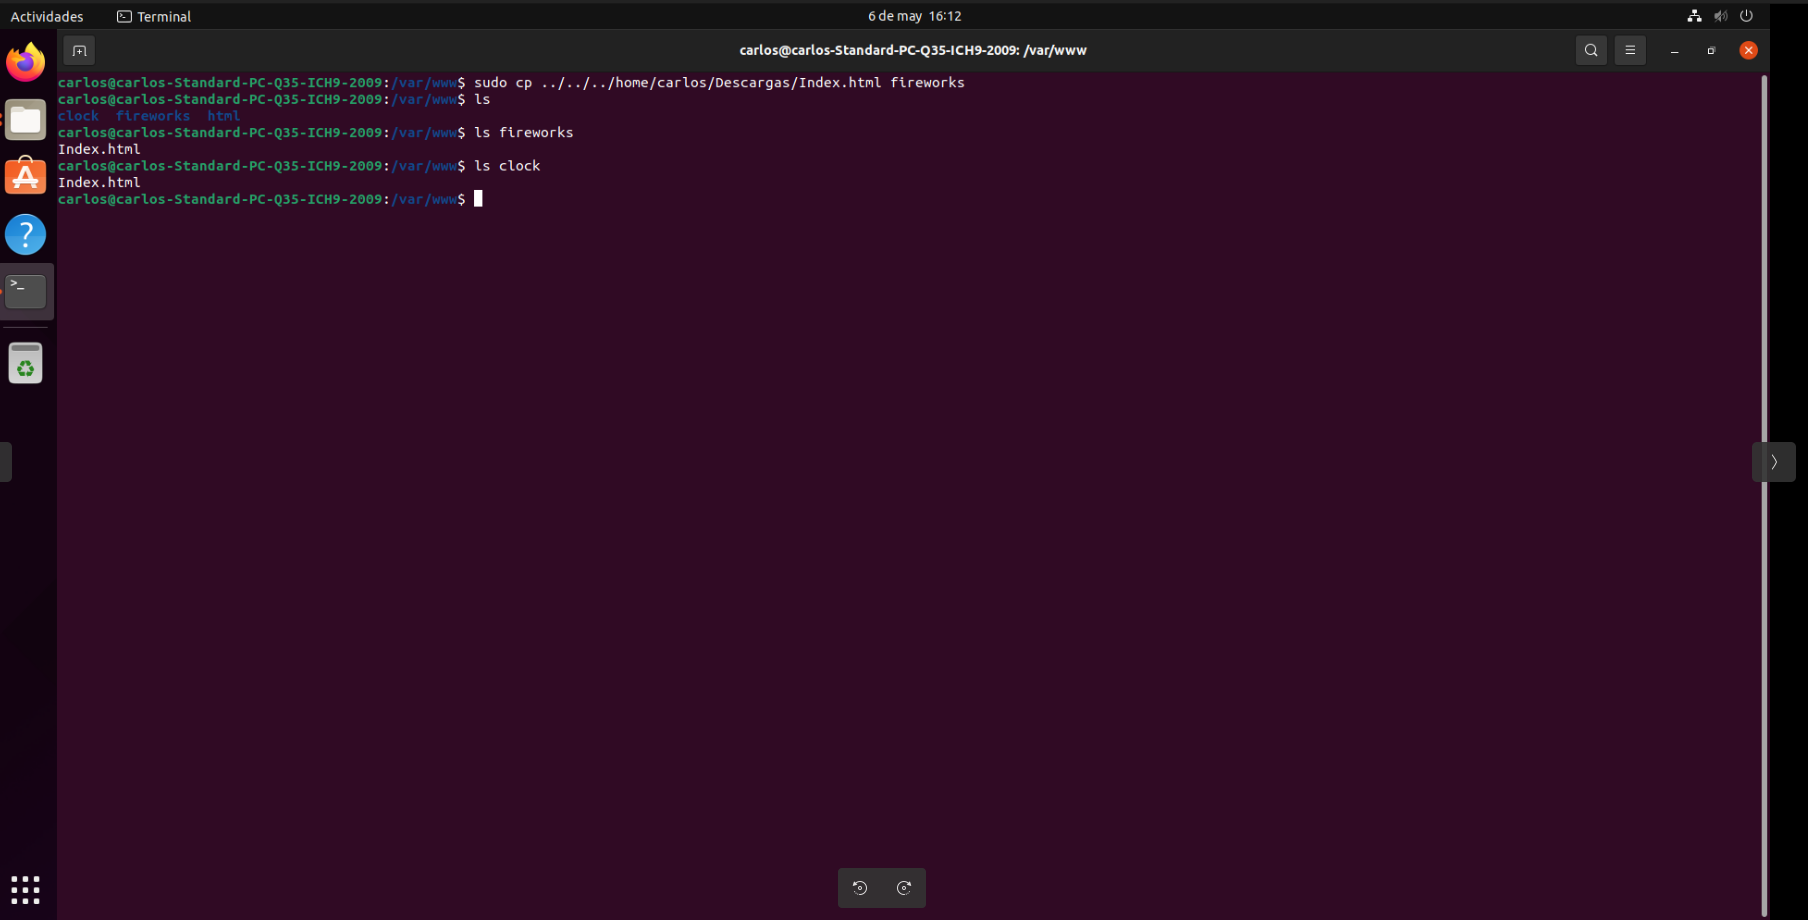 Actividades Terminal 6 de may 16:12
carlos@carlos-Standard-PC-Q35-ICH9-2009: /var/www
carlos@carlos-Standard-PC-Q35-ICH9-2009:/var/www$ sudo cp ../../../home/carlos/Descargas/Index.html fireworks
carlos@carlos-Standard-PC-Q35-ICH9-2009:/var/www$ ls
clock fireworks html
carlos@carlos-Standard-PC-Q35-ICH9-2009:/var/www$ ls fireworks
Index.html
carlos@carlos-Standard-PC-Q35-ICH9-2009:/var/www$ ls clock
Index.html
carlos@carlos-Standard-PC-Q35-ICH9-2009:/var/www$